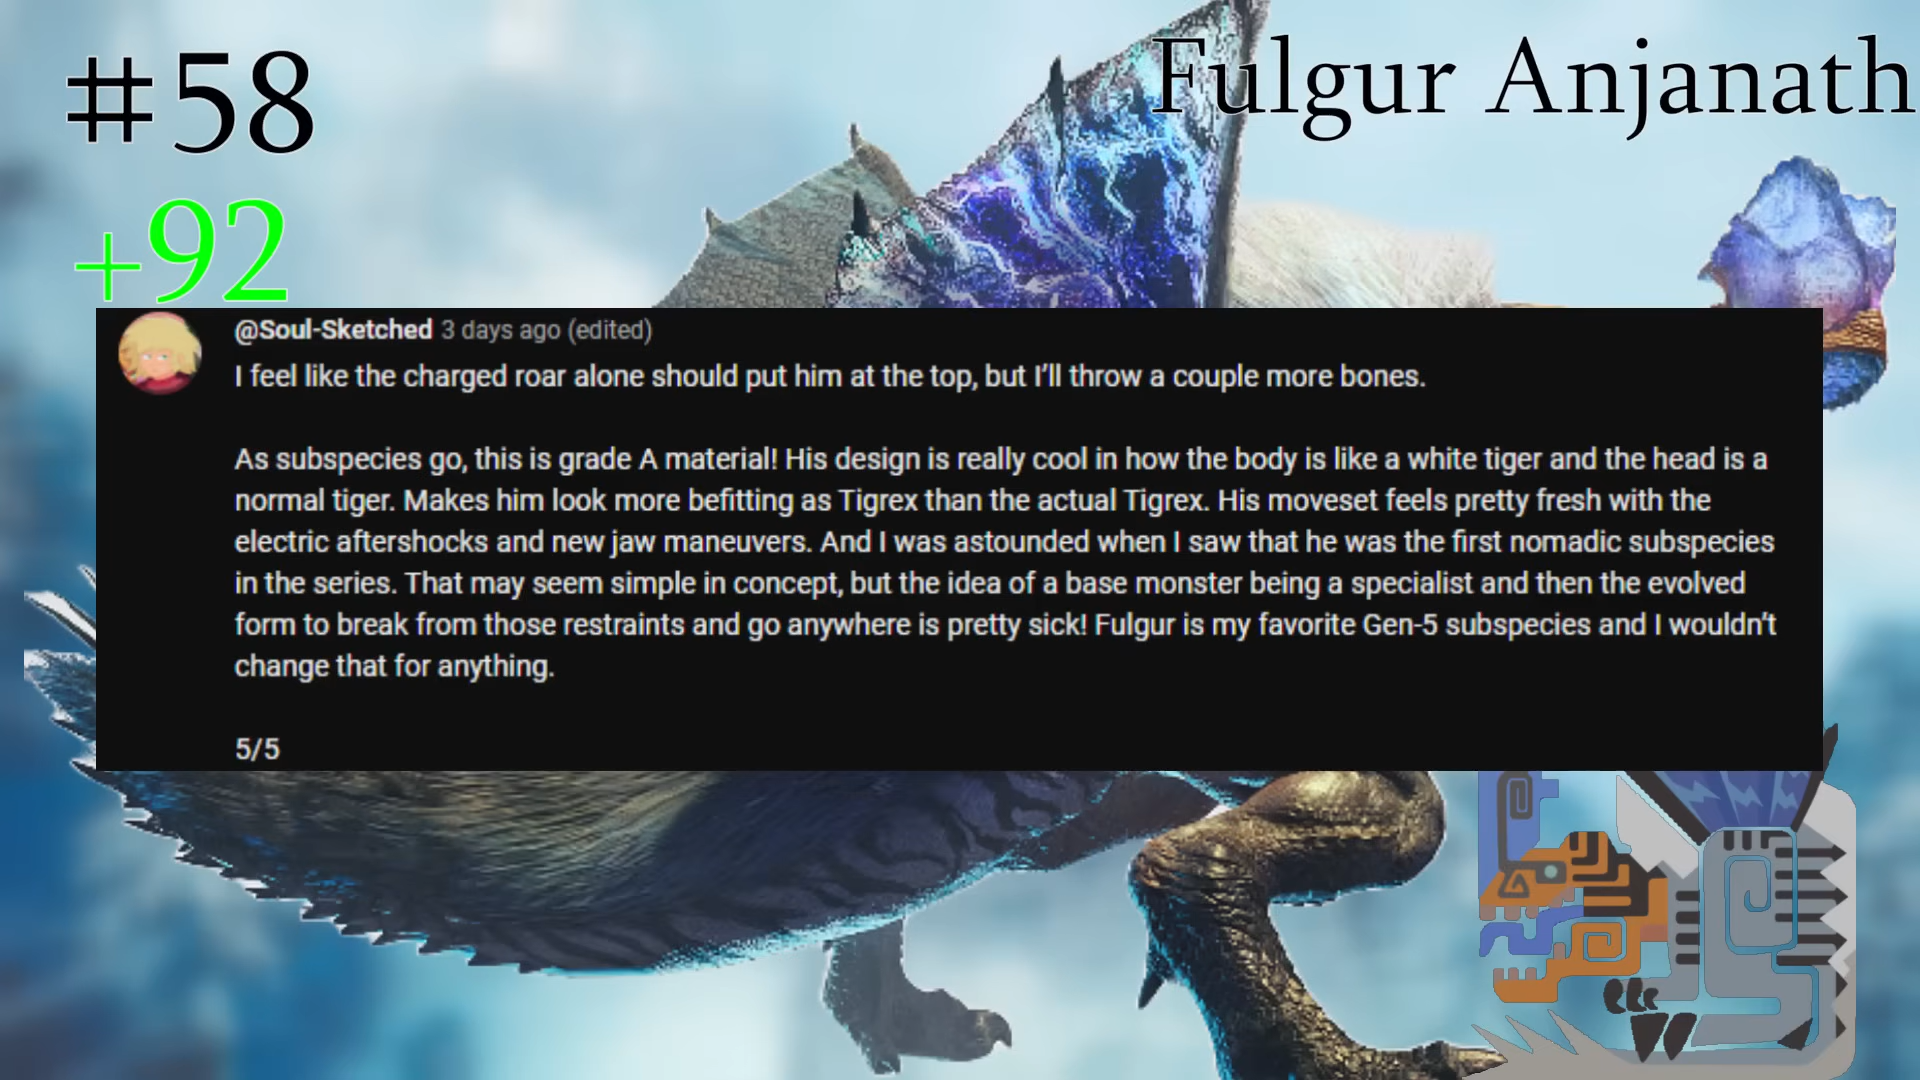 #58
Fulgur Anjanath
+92
@Soul-Sketched 3 days ago (edited)
I feel like the charged roar alone should put him at the top, but I’ll throw a couple more bones.
As subspecies go, this is grade A material! His design is really cool in how the body is like a white tiger and the head is a
normal tiger. Makes him look more befitting as Tigrex than the actual Tigrex. His moveset feels pretty fresh with the
electric aftershocks and new jaw maneuvers. And I was astounded when I saw that he was the first nomadic subspecies
in the series. That may seem simple in concept, but the idea of a base monster being a specialist and then the evolved
form to break from those restraints and go anywhere is pretty sick! Fulgur is my favorite Gen-5 subspecies and I wouldn’t
change that for anything.
5/5